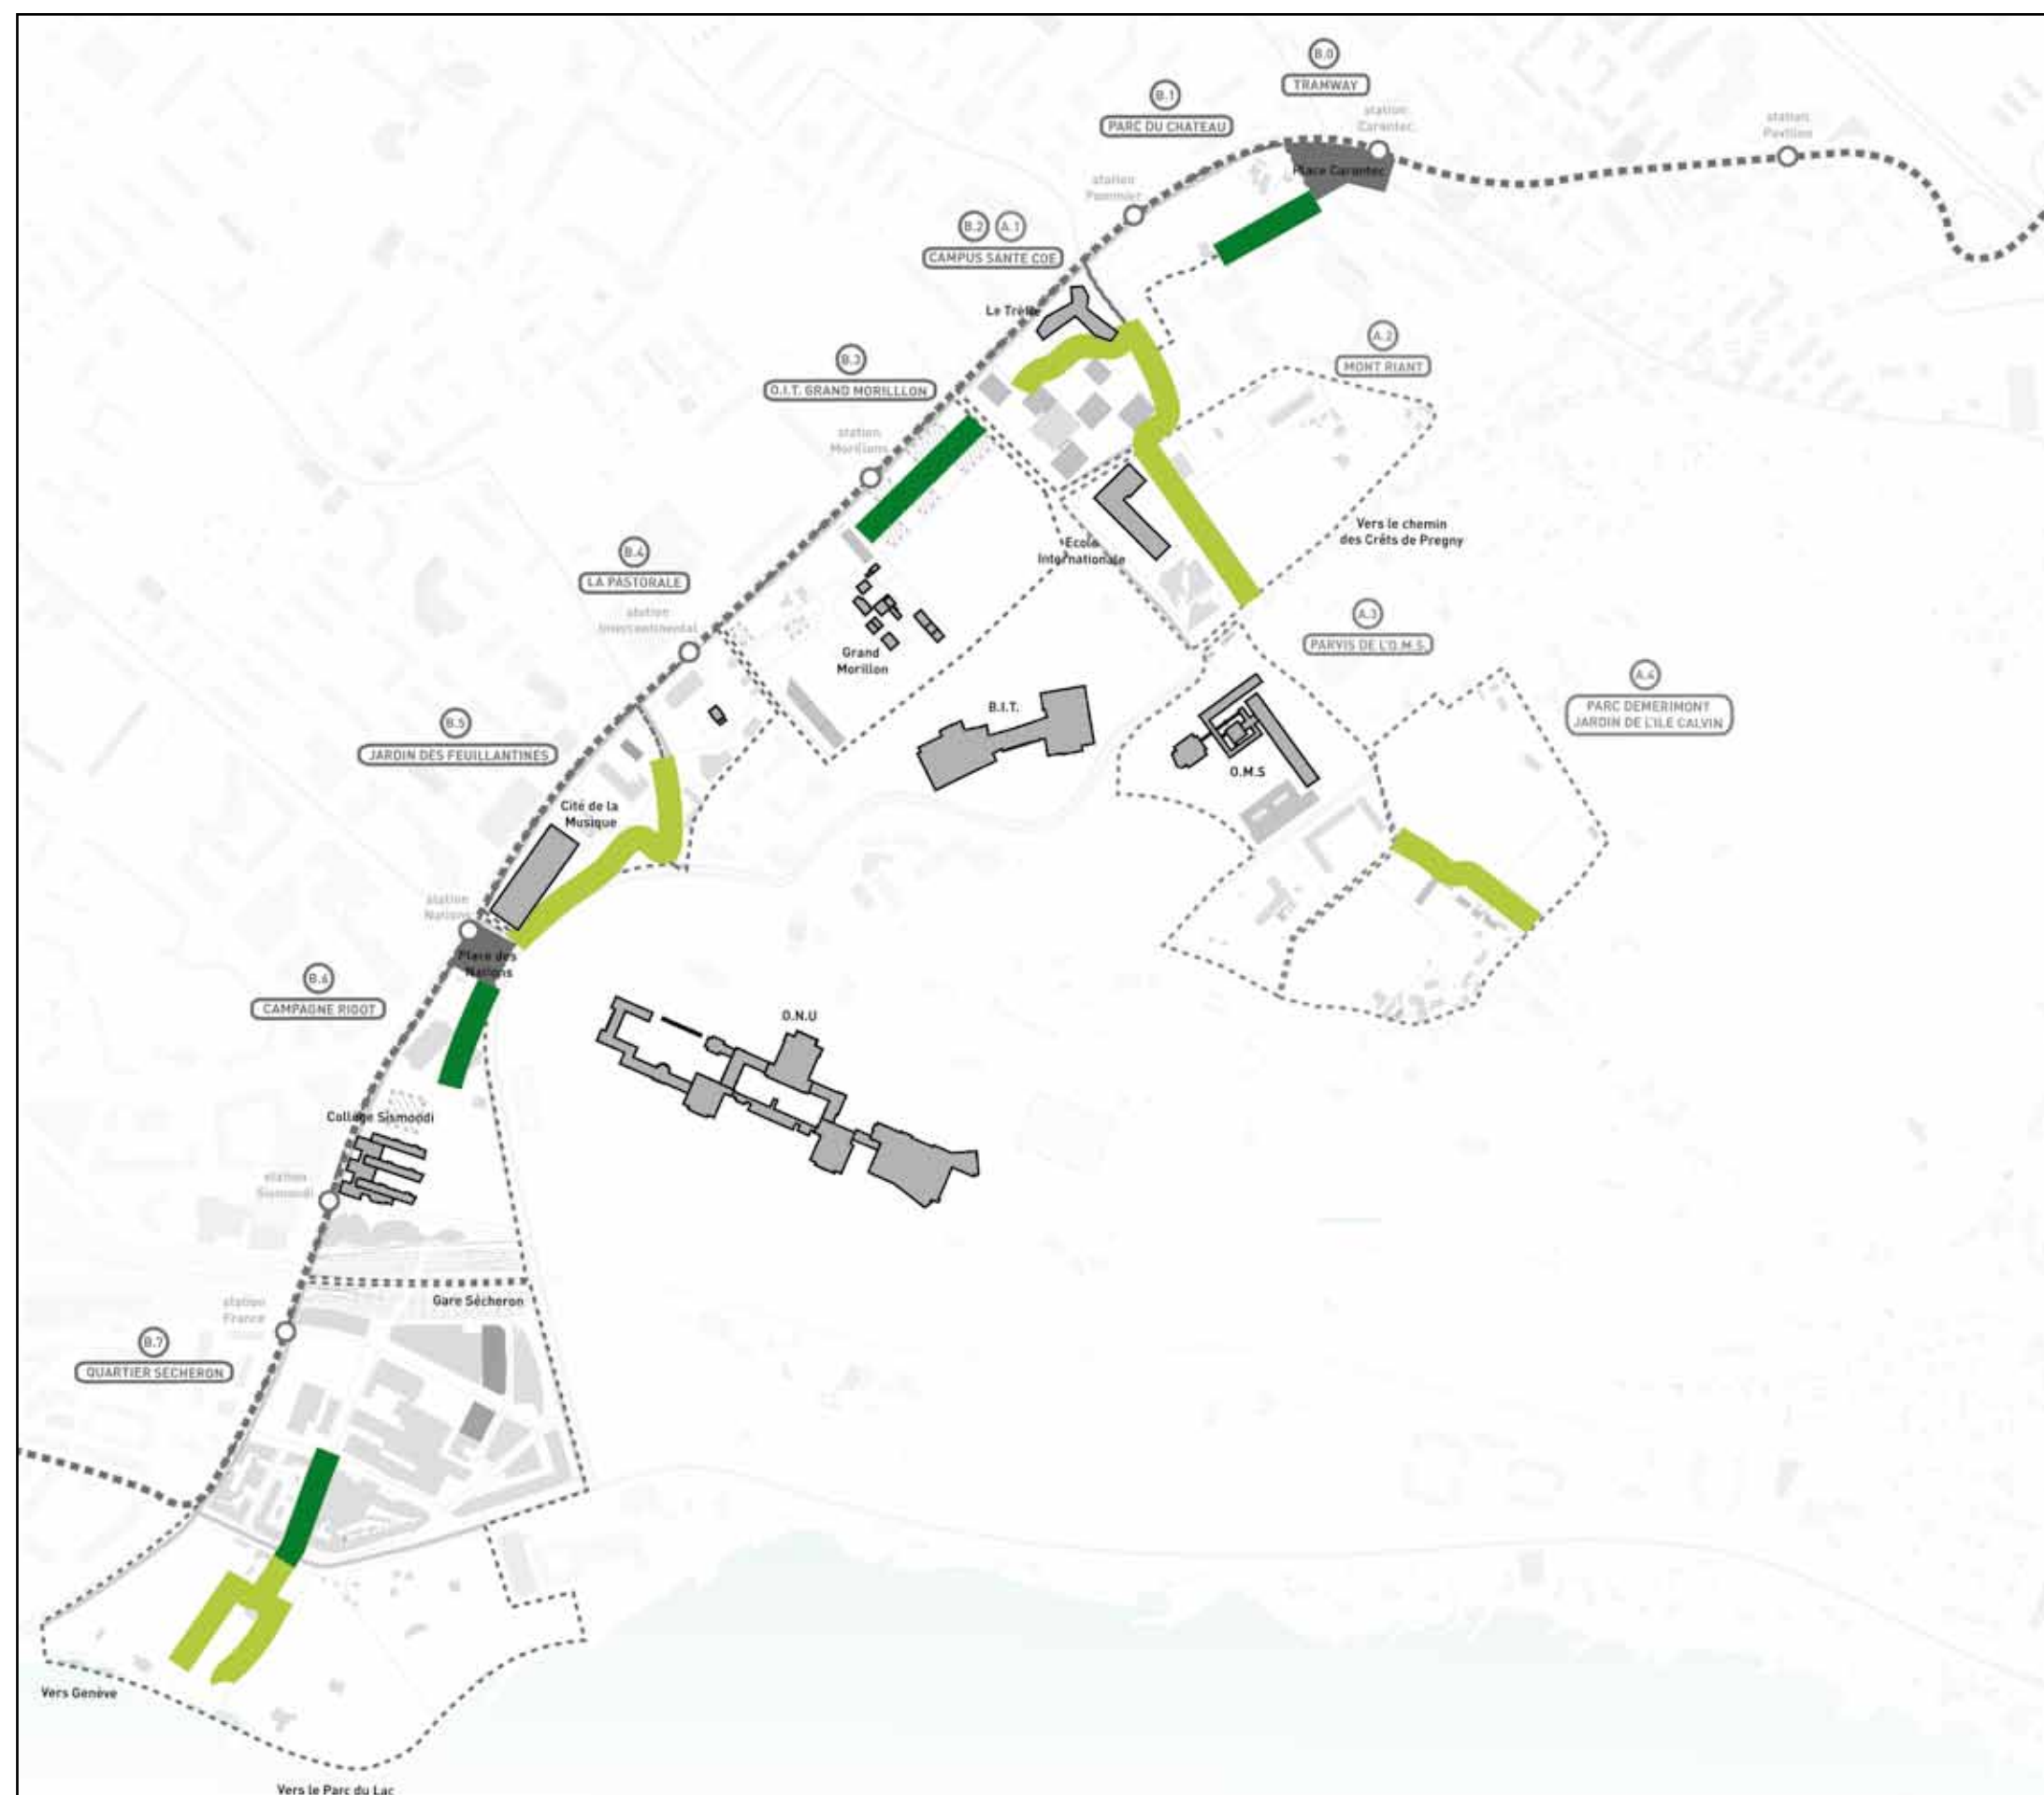 B.0
TRAMWAY
B.1
PARC DU CHATEAU
station
Carantec
station
Pavillon
Place Carantec
station
Pommier
B.2 A.1
CAMPUS SANTE COE
Le Trèfle
A.2
MONT RIANT
B.3
O.I.T. GRAND MORILLLON
station
Morillons
Vers le chemin
des Crêts de Pregny
Ecole
Internationale
B.4
LA PASTORALE
station
Intercontinental
A.3
PARVIS DE L'O.M.S.
Grand
Morillon
A.4
PARC DEMERIMONT
JARDIN DE L'ILE CALVIN
B.I.T.
B.5
JARDIN DES FEUILLANTINES
O.M.S
Cité de la
Musique
station
Nations
Place des
Nations
B.6
CAMPAGNE RIGOT
O.N.U
Collège Sismondi
station
Sismondi
Gare Sécheron
station
France
B.7
QUARTIER SECHERON
Vers Genève
Vers le Parc du Lac